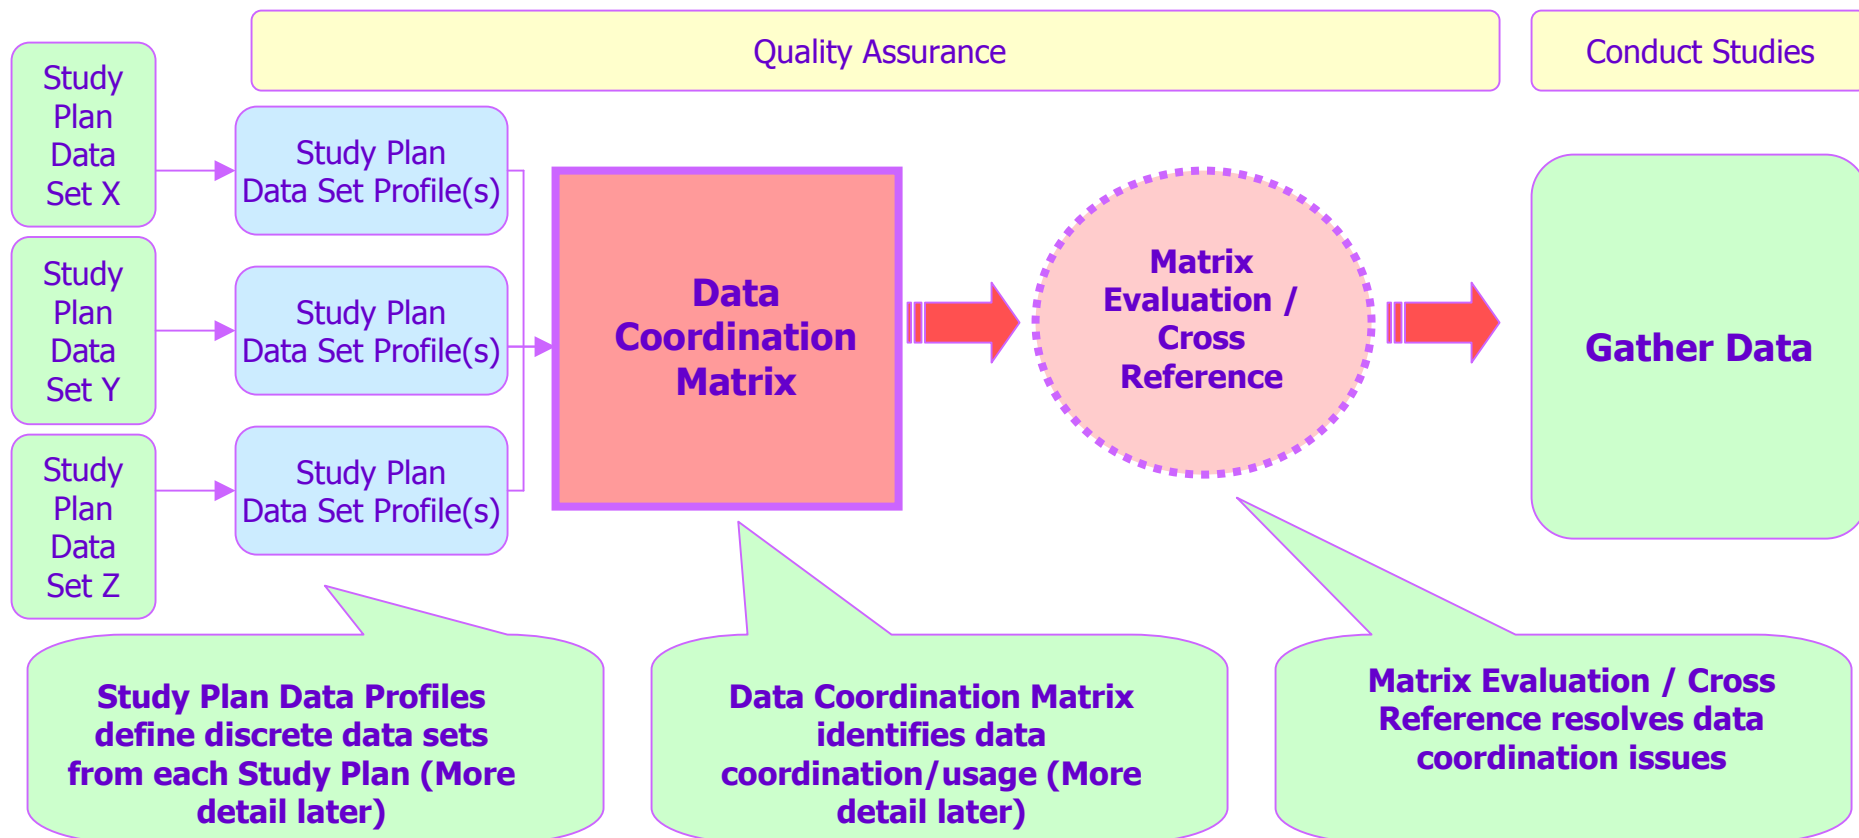 Quality Assurance
Conduct Studies
Study
Plan
Data
Set X
Study Plan
Data Set Profile(s)
Study
Plan
Data
Set Y
Study Plan
Data Set Profile(s)
Study
Plan
Data
Set Z
Study Plan
Data Set Profile(s)
Data
Coordination
Matrix
Matrix
Evaluation /
Cross
Reference
Gather Data
Study Plan Data Profiles
define discrete data sets
from each Study Plan (More
detail later)
Data Coordination Matrix
identifies data
coordination/usage (More
detail later)
Matrix Evaluation / Cross
Reference resolves data
coordination issues